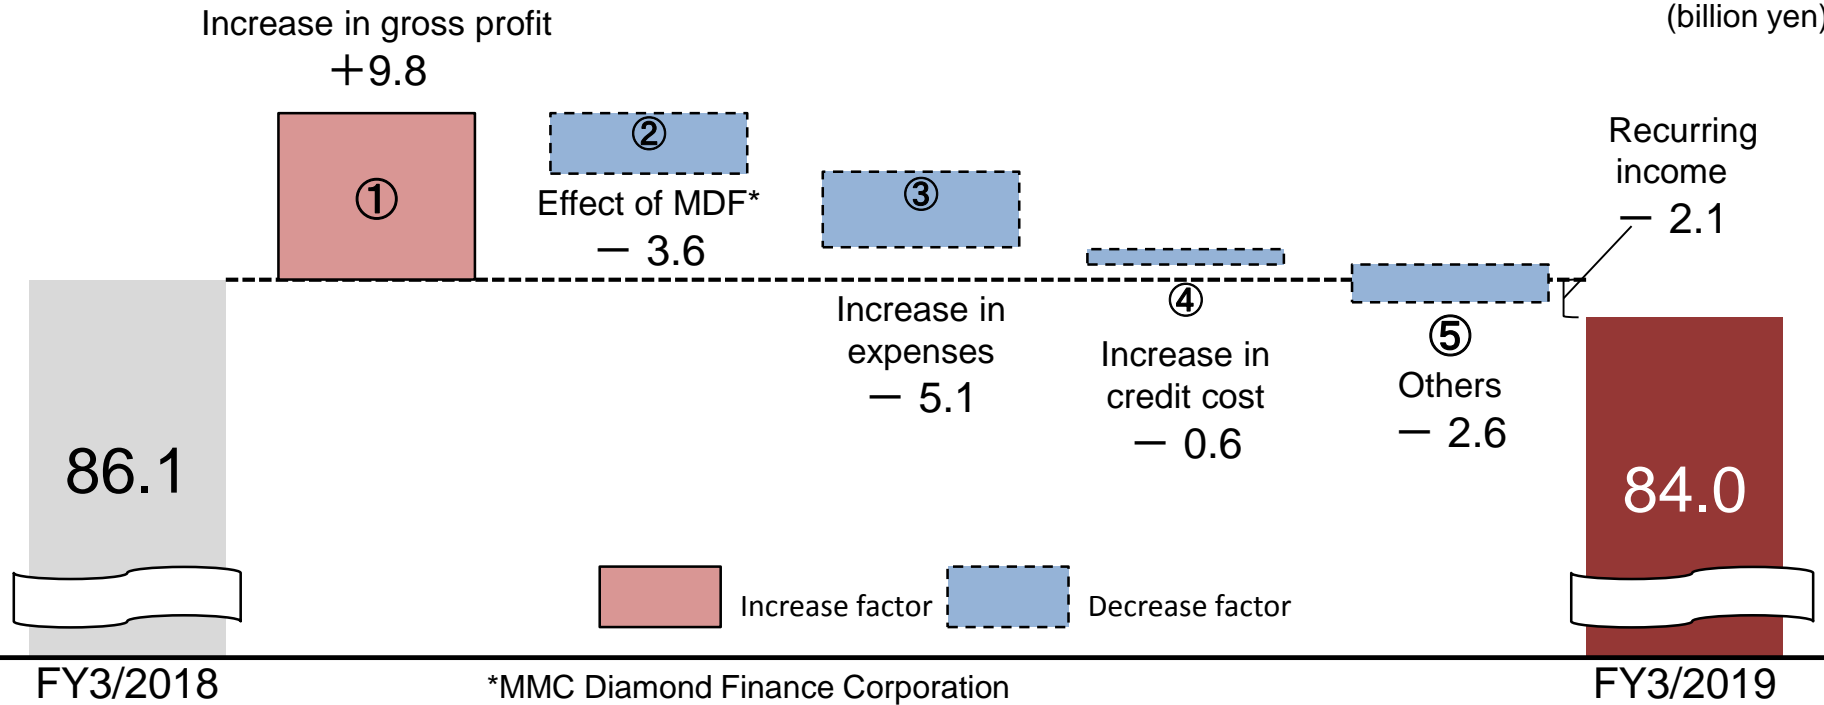 (billion yen)
Increase in gross profit
＋9.8
①
②
Effect of MDF*
－ 3.6
③
Increase in
expenses
－ 5.1
④
Increase in
credit cost
－ 0.6
⑤
Others
－ 2.6
Recurring
income
－ 2.1
86.1
84.0
Increase factor
Decrease factor
FY3/2018
*MMC Diamond Finance Corporation
FY3/2019